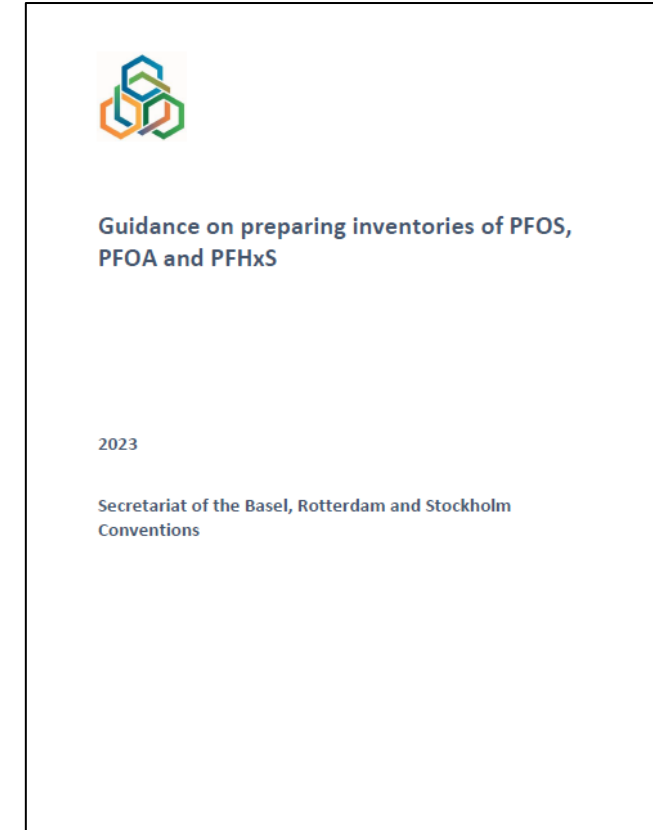 Guidance on preparing inventories of PFOS,
PFOA and PFHxS
2023
Secretariat of the Basel, Rotterdam and Stockholm
Conventions